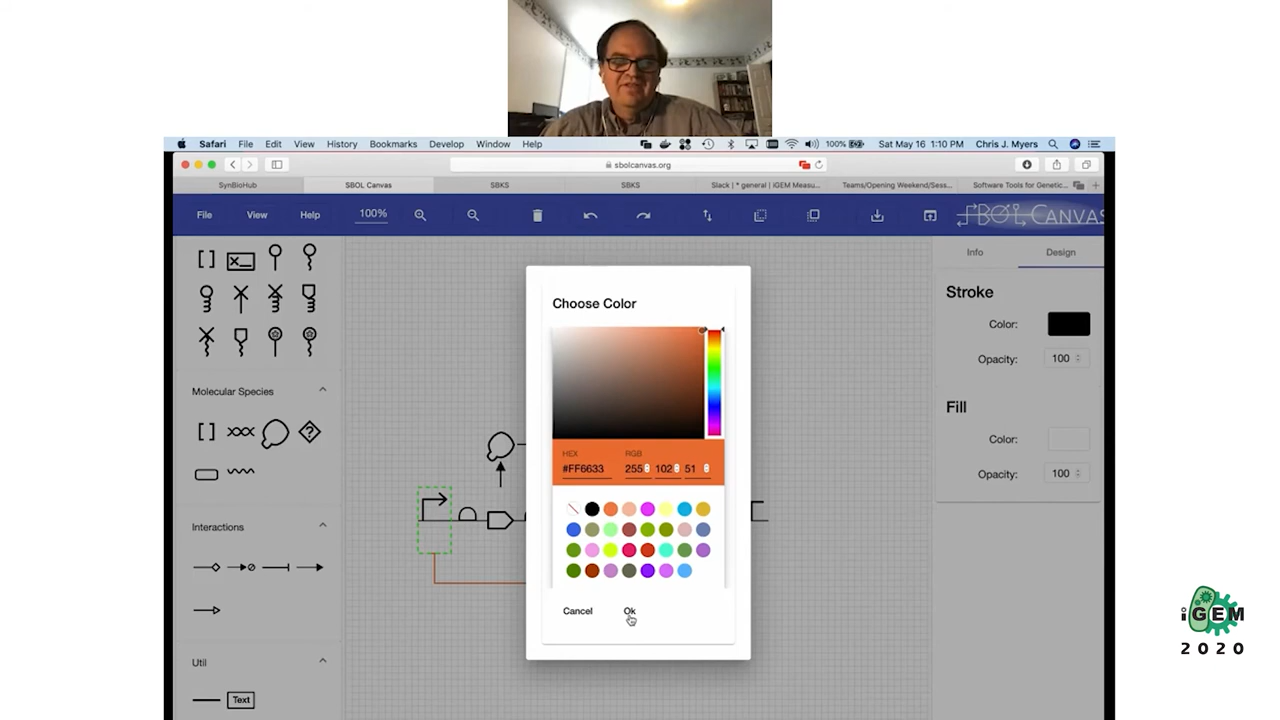 Safari File Edit View History Bookmarks Develop Window Help 100% Sat May 16 1:10 PM Chris J. Myers
sbolcanvas.org
SynBioHub SBOL Canvas SBKS SBKS Slack | * general | iGEM Measu... Teams/Opening Weekend/Sess... Software Tools for Genetic...
File View Help 100% SBOL CANVAS
Info Design
Choose Color
Stroke
Color:
Opacity: 100
Molecular Species
Fill
Color:
HEX RGB
#FF6633 255 102 51
Opacity: 100
Interactions
Cancel Ok
Util
Text
iGEM
2020